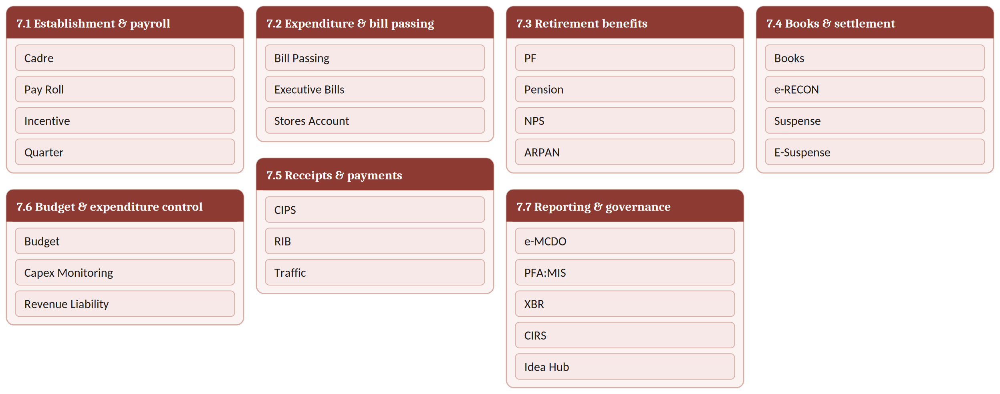 7.1 Establishment & payroll
Cadre
Pay Roll
Incentive
Quarter
7.2 Expenditure & bill passing
Bill Passing
Executive Bills
Stores Account
7.3 Retirement benefits
PF
Pension
NPS
ARPAN
7.4 Books & settlement
Books
e-RECON
Suspense
E-Suspense
7.5 Receipts & payments
CIPS
RIB
Traffic
7.6 Budget & expenditure control
Budget
Capex Monitoring
Revenue Liability
7.7 Reporting & governance
e-MCDO
PFA:MIS
XBR
CIRS
Idea Hub